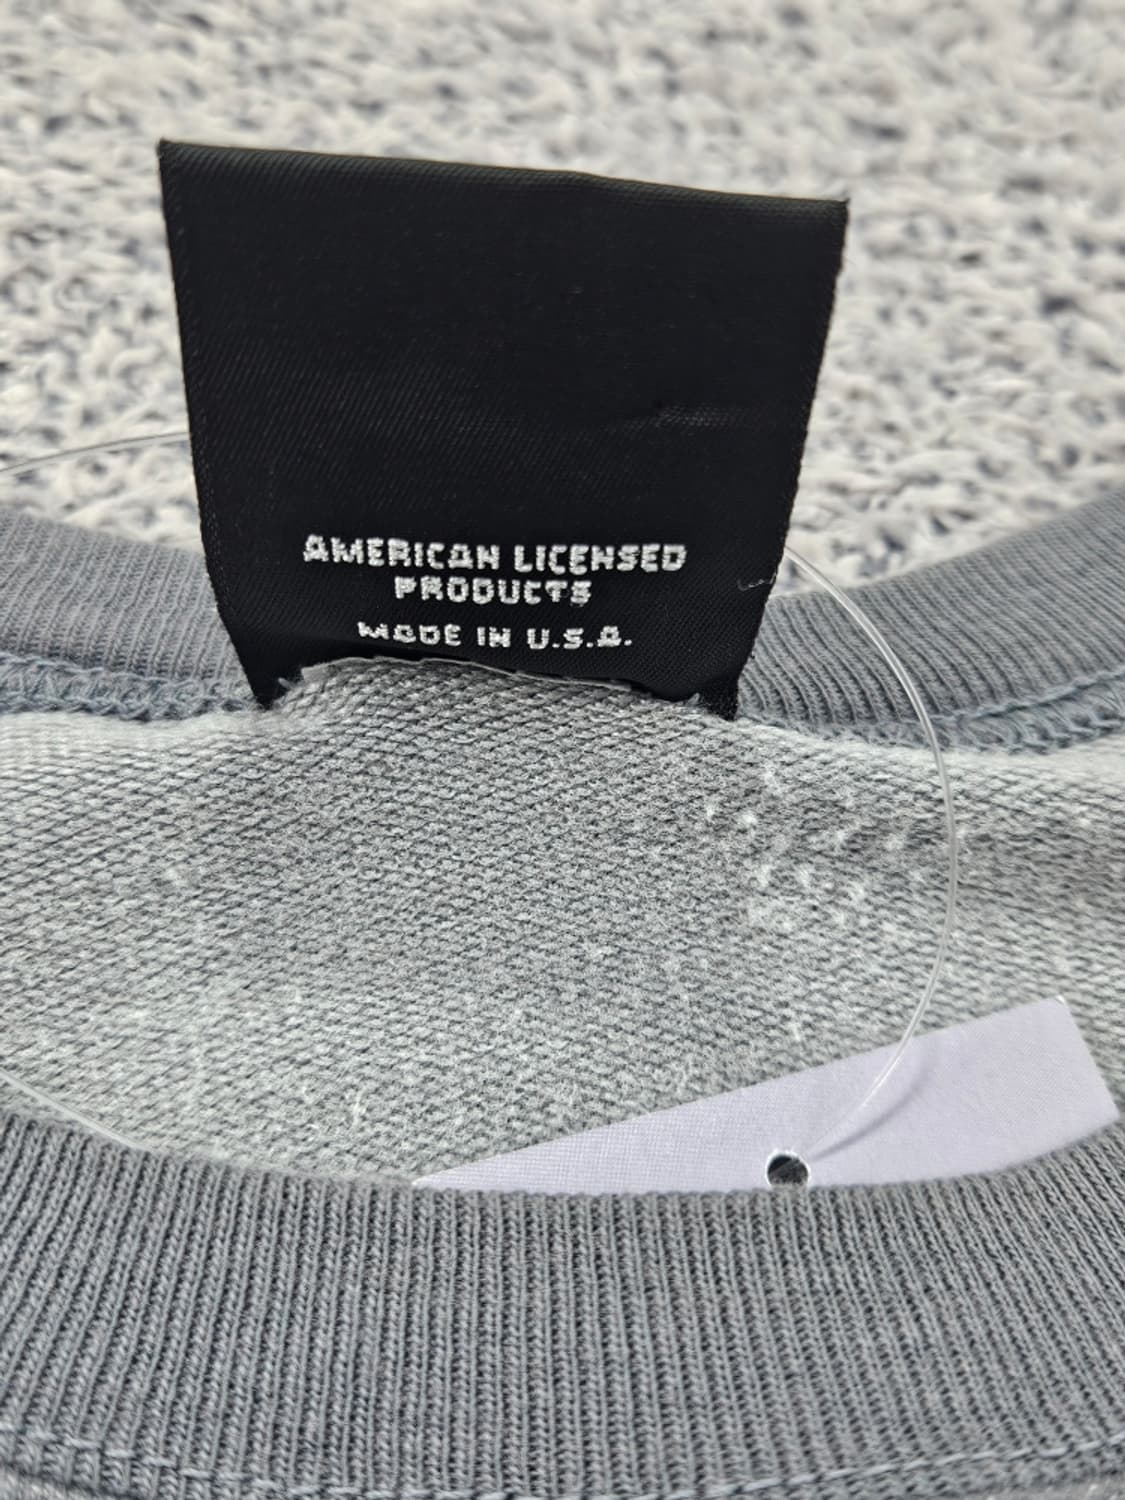 AMERICAN LICENSED
PRODUCTS
MADE IN U.S.A.